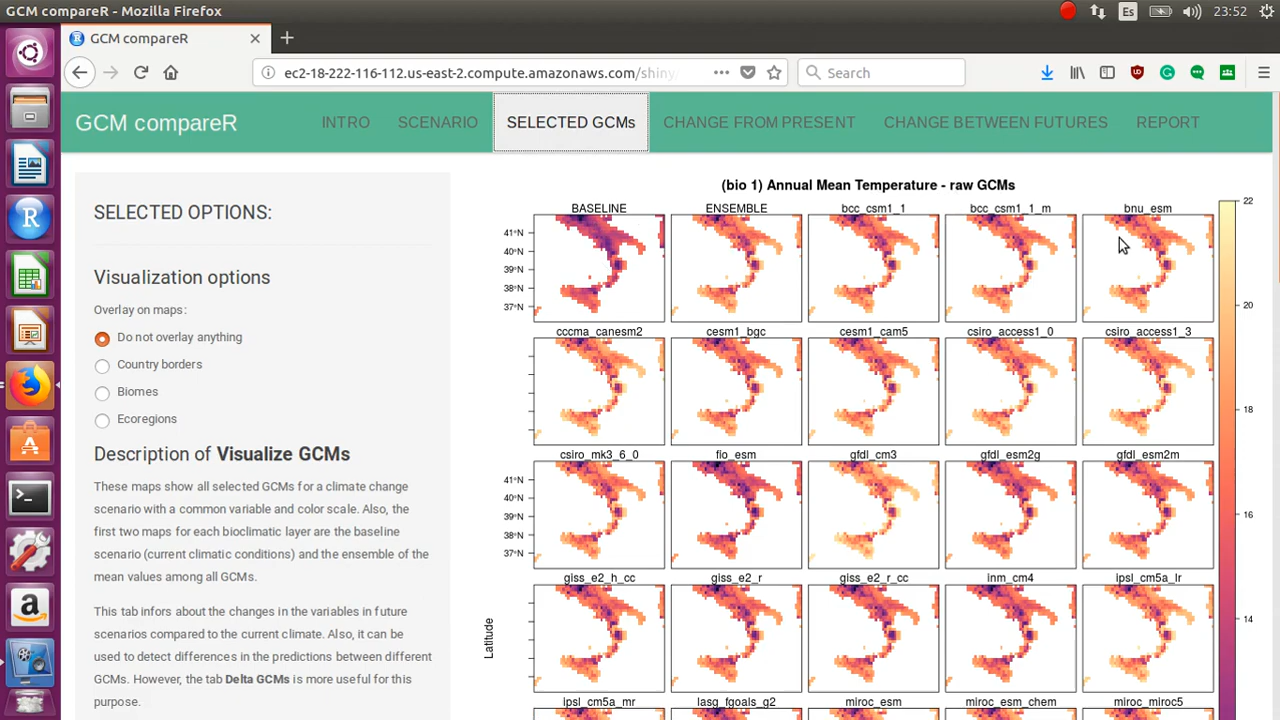 GCM compareR - Mozilla Firefox
Es
23:52
GCM compareR
ec2-18-222-116-112.us-east-2.compute.amazonaws.com/shiny
Search
GCM compareR
INTRO
SCENARIO
SELECTED GCMs
CHANGE FROM PRESENT
CHANGE BETWEEN FUTURES
REPORT
SELECTED OPTIONS:
Visualization options
Overlay on maps:
Do not overlay anything
Country borders
Biomes
Ecoregions
Description of Visualize GCMs
These maps show all selected GCMs for a climate change
scenario with a common variable and color scale. Also, the
first two maps for each bioclimatic layer are the baseline
scenario (current climatic conditions) and the ensemble of the
mean values among all GCMs.
This tab infors about the changes in the variables in future
scenarios compared to the current climate. Also, it can be
used to detect differences in the predictions between different
GCMs. However, the tab Delta GCMs is more useful for this
purpose.
(bio 1) Annual Mean Temperature - raw GCMs
BASELINE ENSEMBLE bcc_csm1_1 bcc_csm1_1_m bnu_esm
41°N
40°N
39°N
38°N
37°N
cccma_canesm2 cesm1_bgc cesm1_cam5 csiro_access1_0 csiro_access1_3
csiro_mk3_6_0 fio_esm gfdl_cm3 gfdl_esm2g gfdl_esm2m
41°N
40°N
39°N
38°N
37°N
giss_e2_h_cc giss_e2_r giss_e2_r_cc inm_cm4 ipsl_cm5a_lr
Latitude
ipsl_cm5a_mr lasg_fgoals_g2 miroc_esm miroc_esm_chem miroc_miroc5
22
20
18
16
14